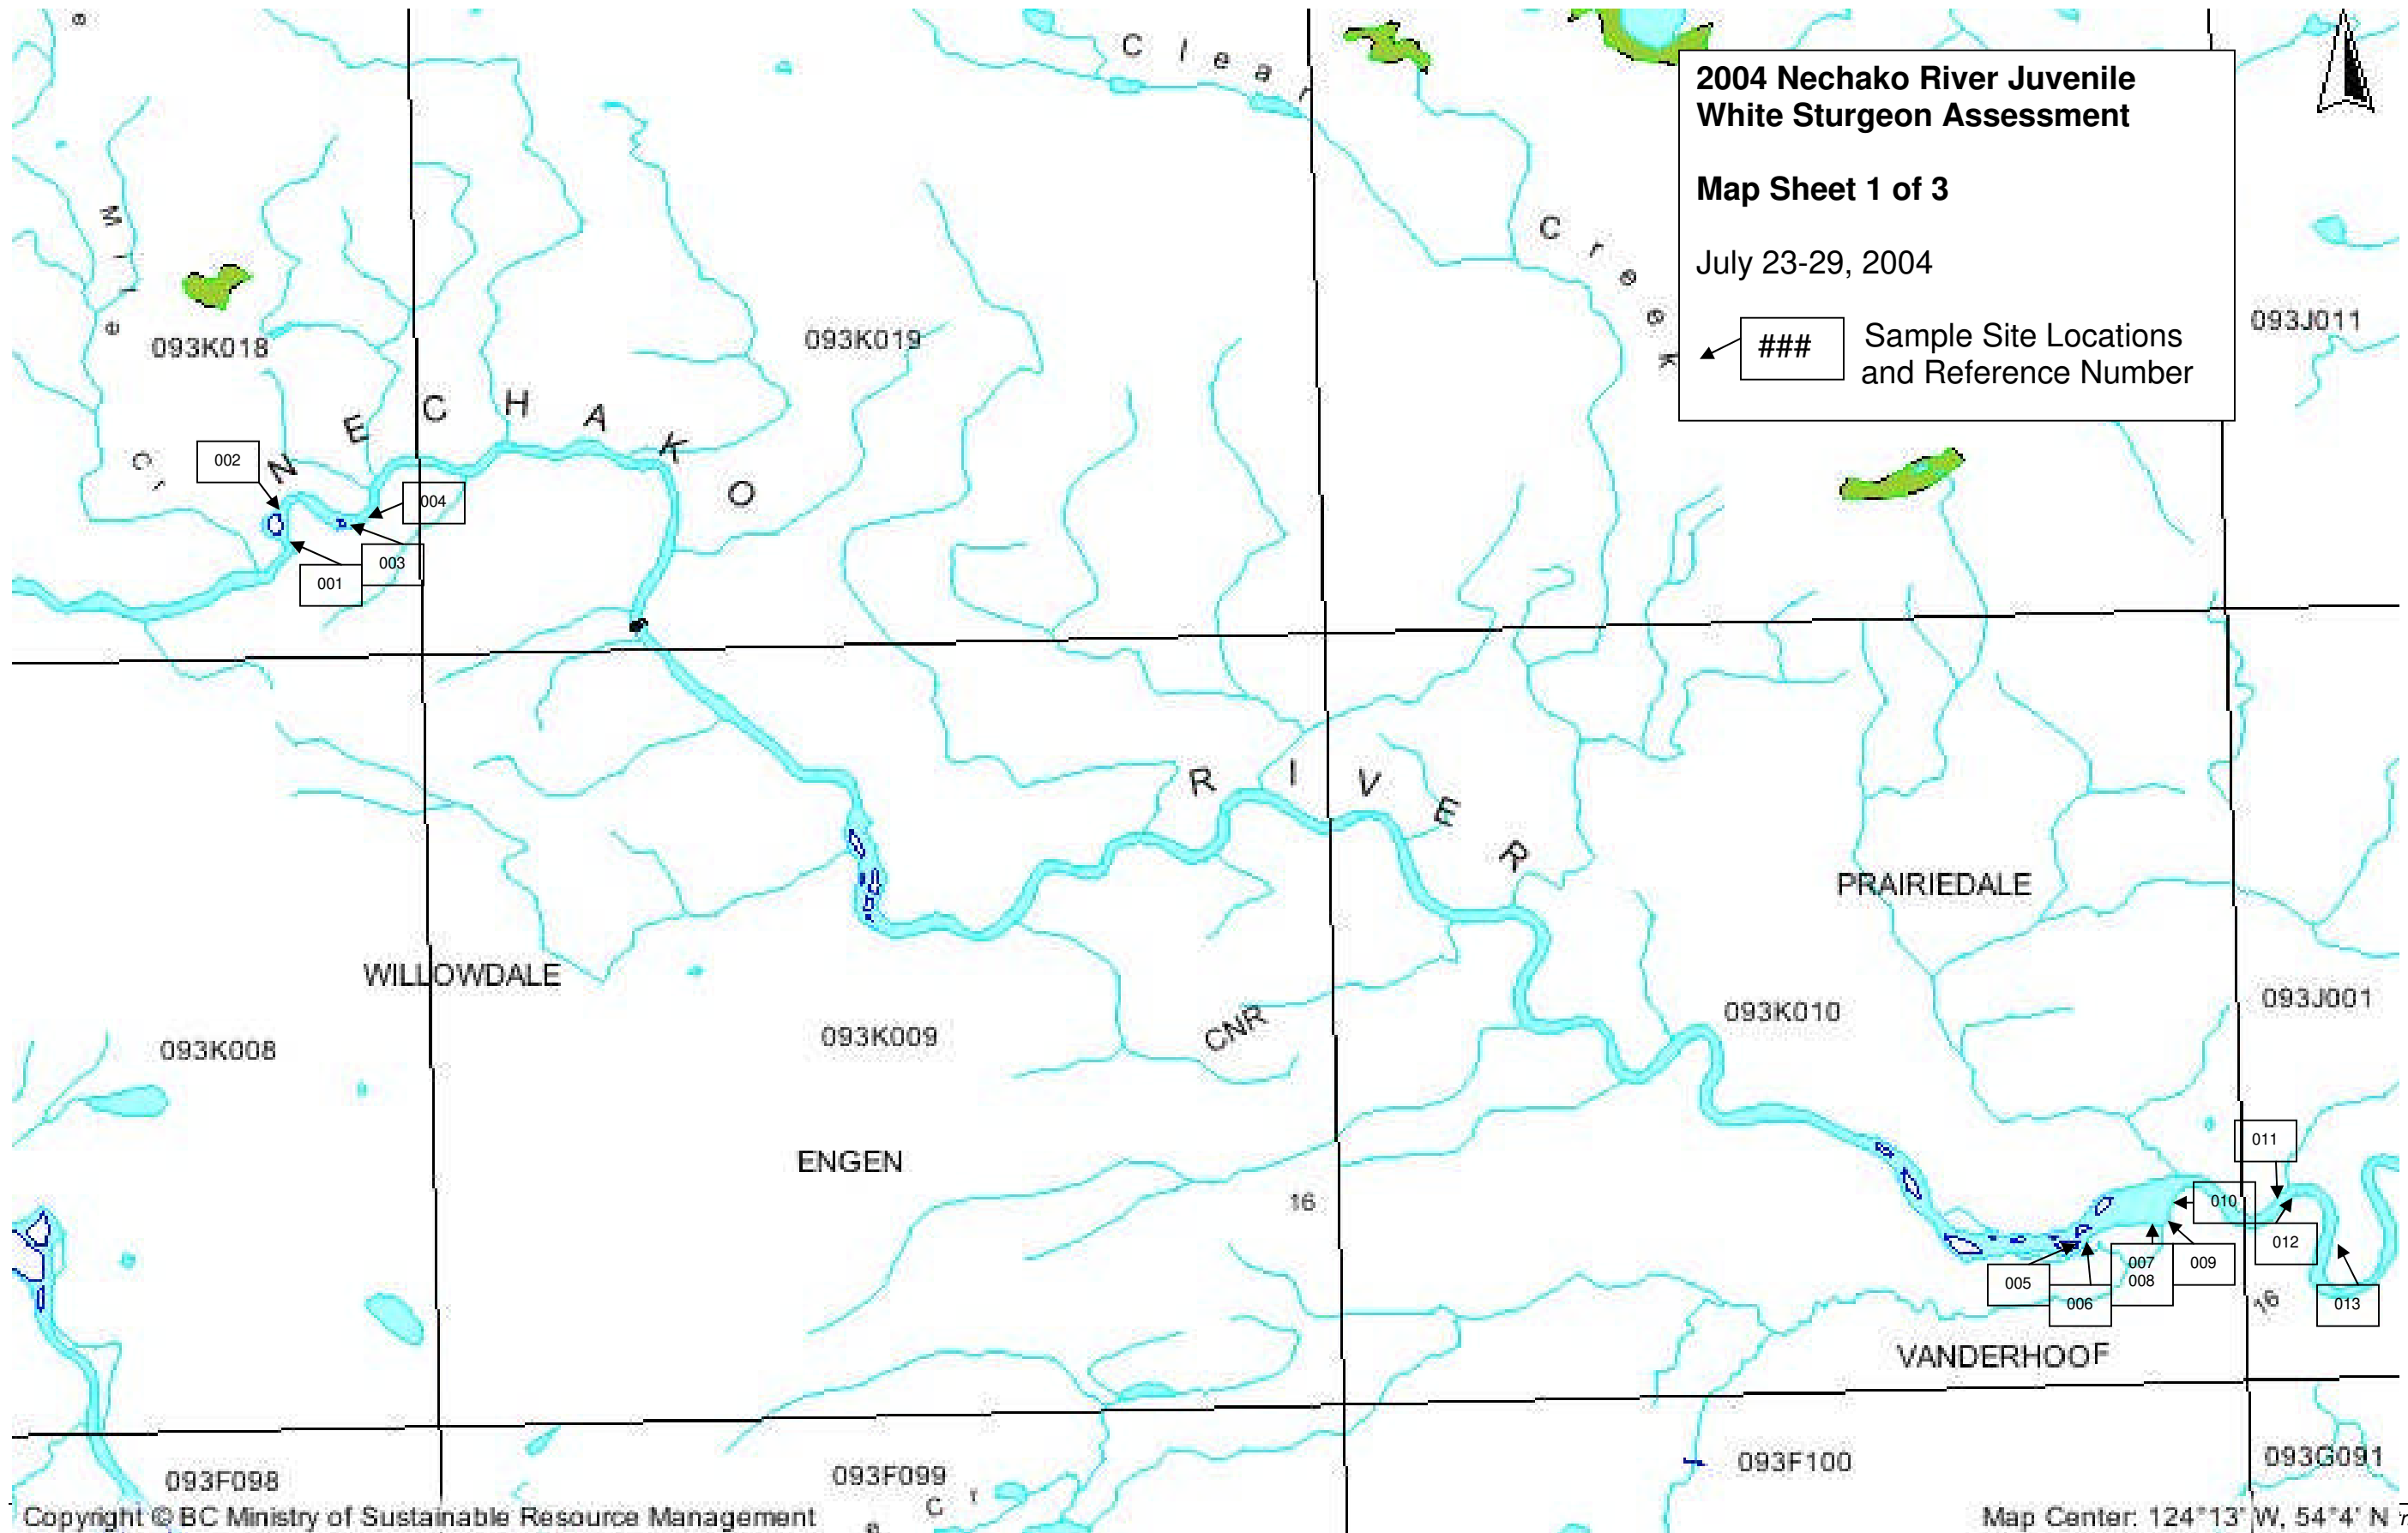 2004 Nechako River Juvenile
White Sturgeon Assessment
Map Sheet 1 of 3
July 23-29, 2004
### Sample Site Locations
and Reference Number
Clear
Creek
Mile
Cr
093K018
093K019
093J011
NECHAKO
RIVER
002
004
003
001
PRAIRIEDALE
WILLOWDALE
093K008
093K009
CNR
093K010
093J001
ENGEN
16
011
010
012
009
007
008
005
006
013
16
VANDERHOOF
093F098
093F099
093F100
093G091
C r
e
e
Copyright © BC Ministry of Sustainable Resource Management
Map Center: 124°13' W, 54°4' N